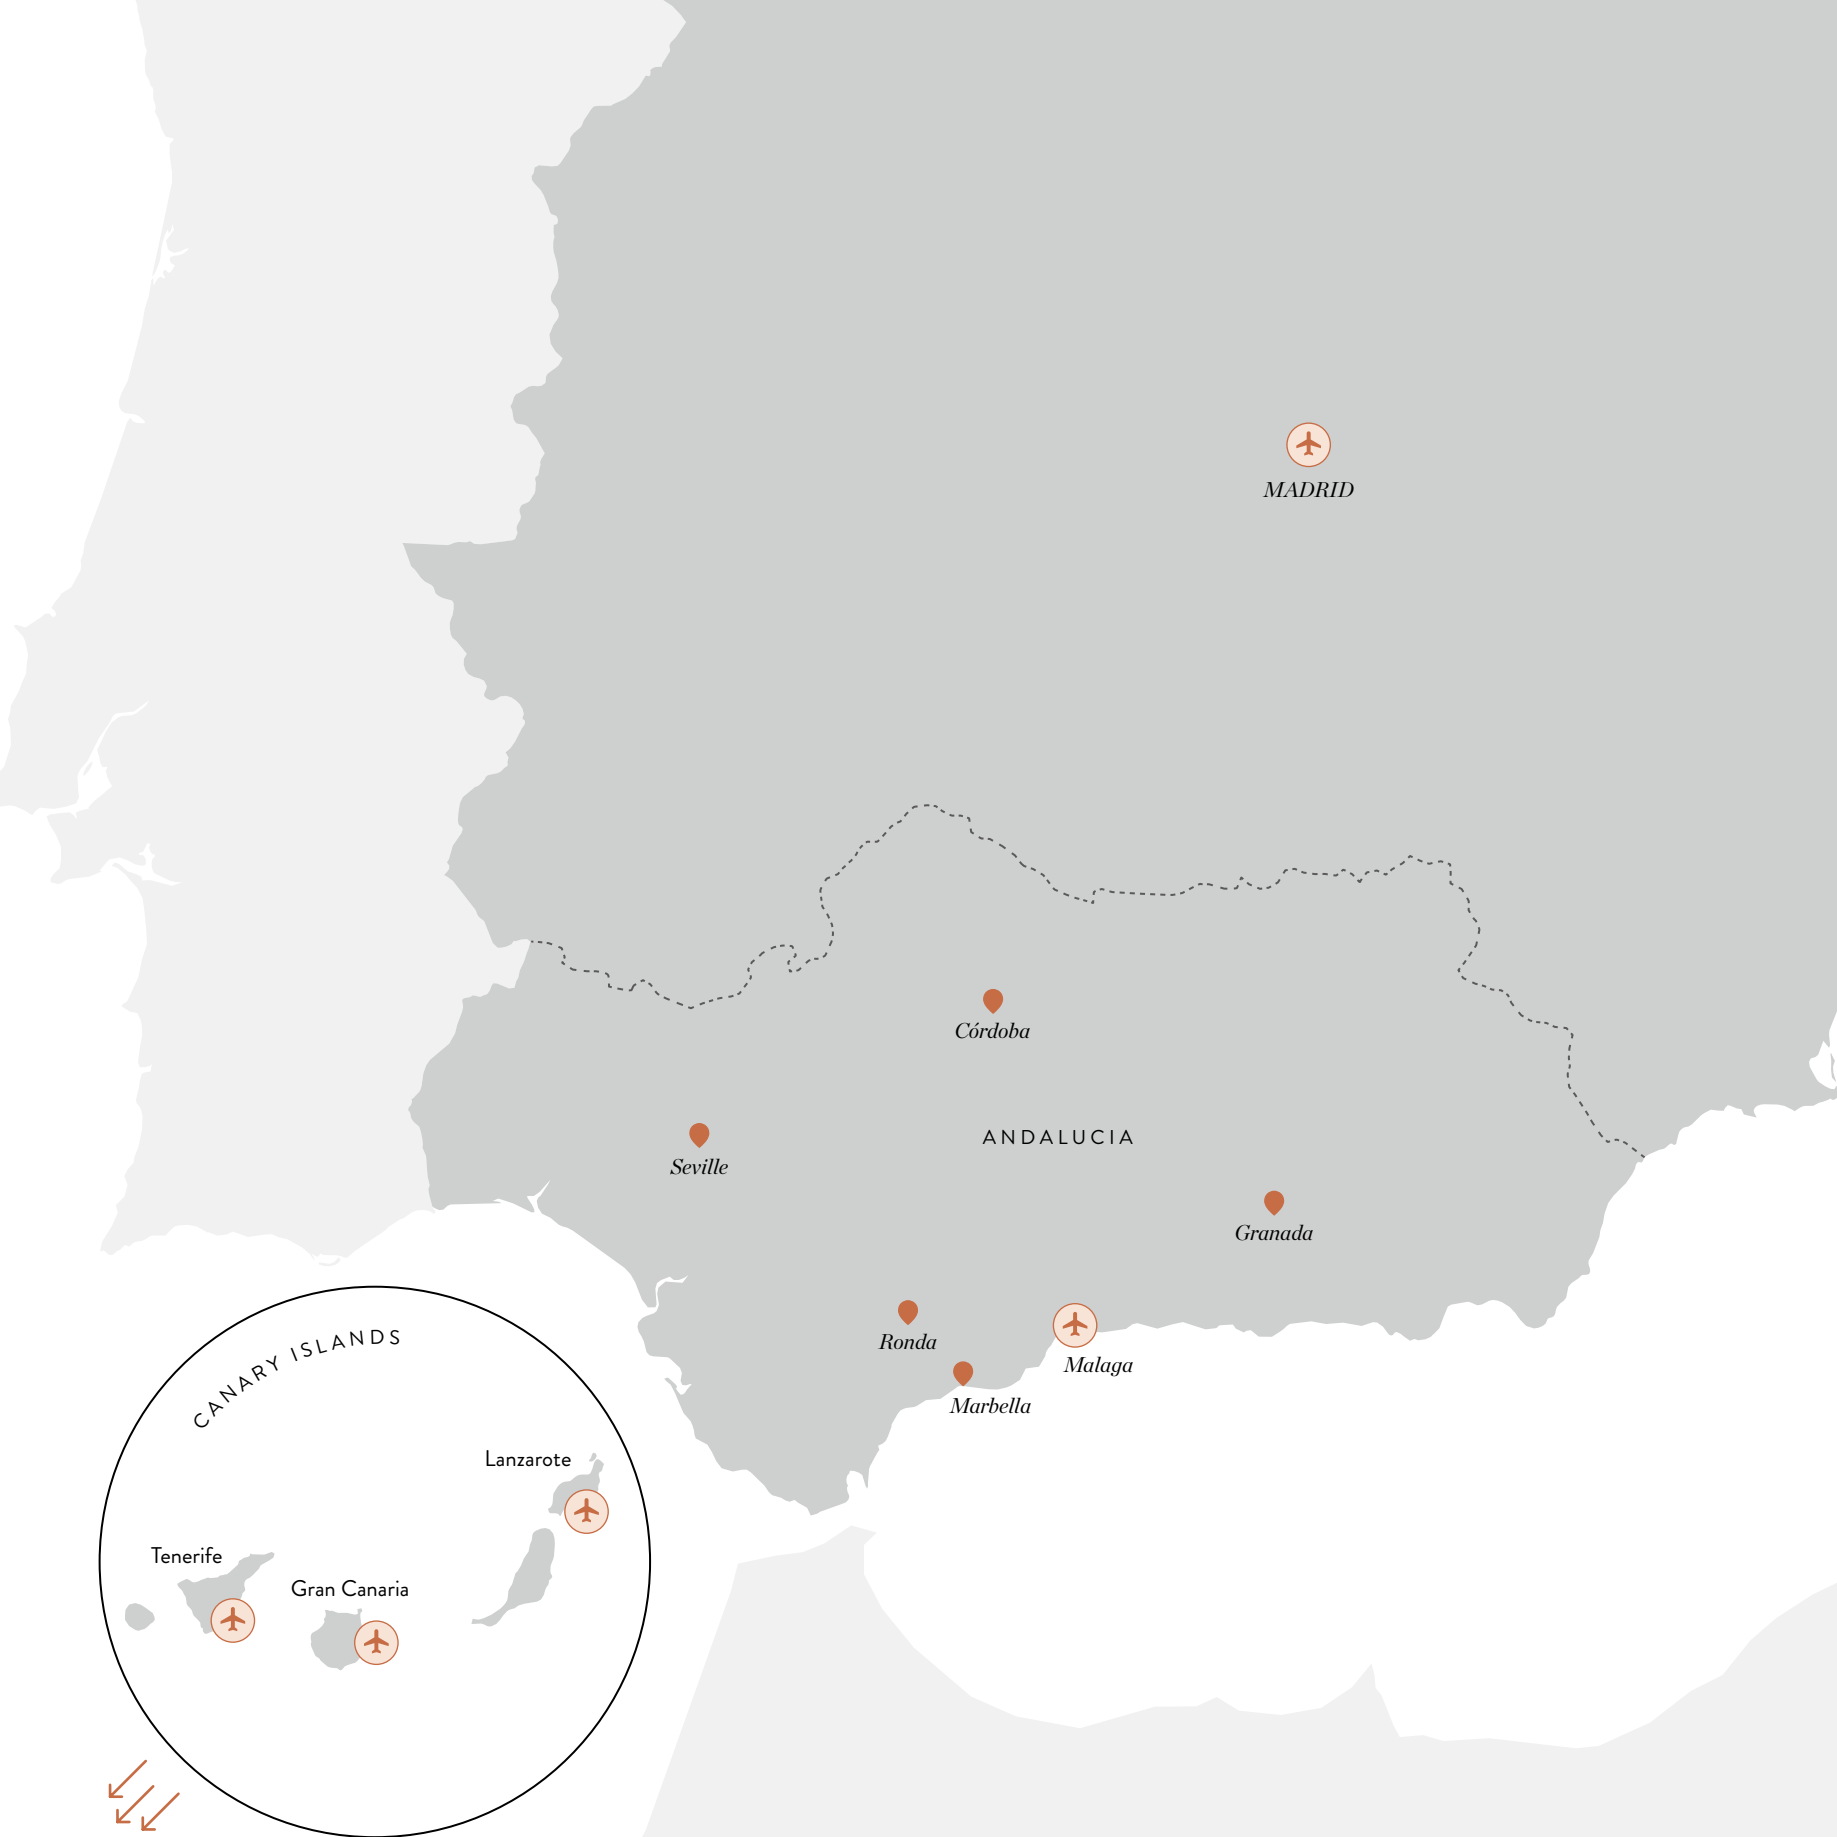 MADRID
Córdoba
ANDALUCIA
Seville
Granada
Ronda
Malaga
Marbella
CANARY ISLANDS
Lanzarote
Tenerife
Gran Canaria